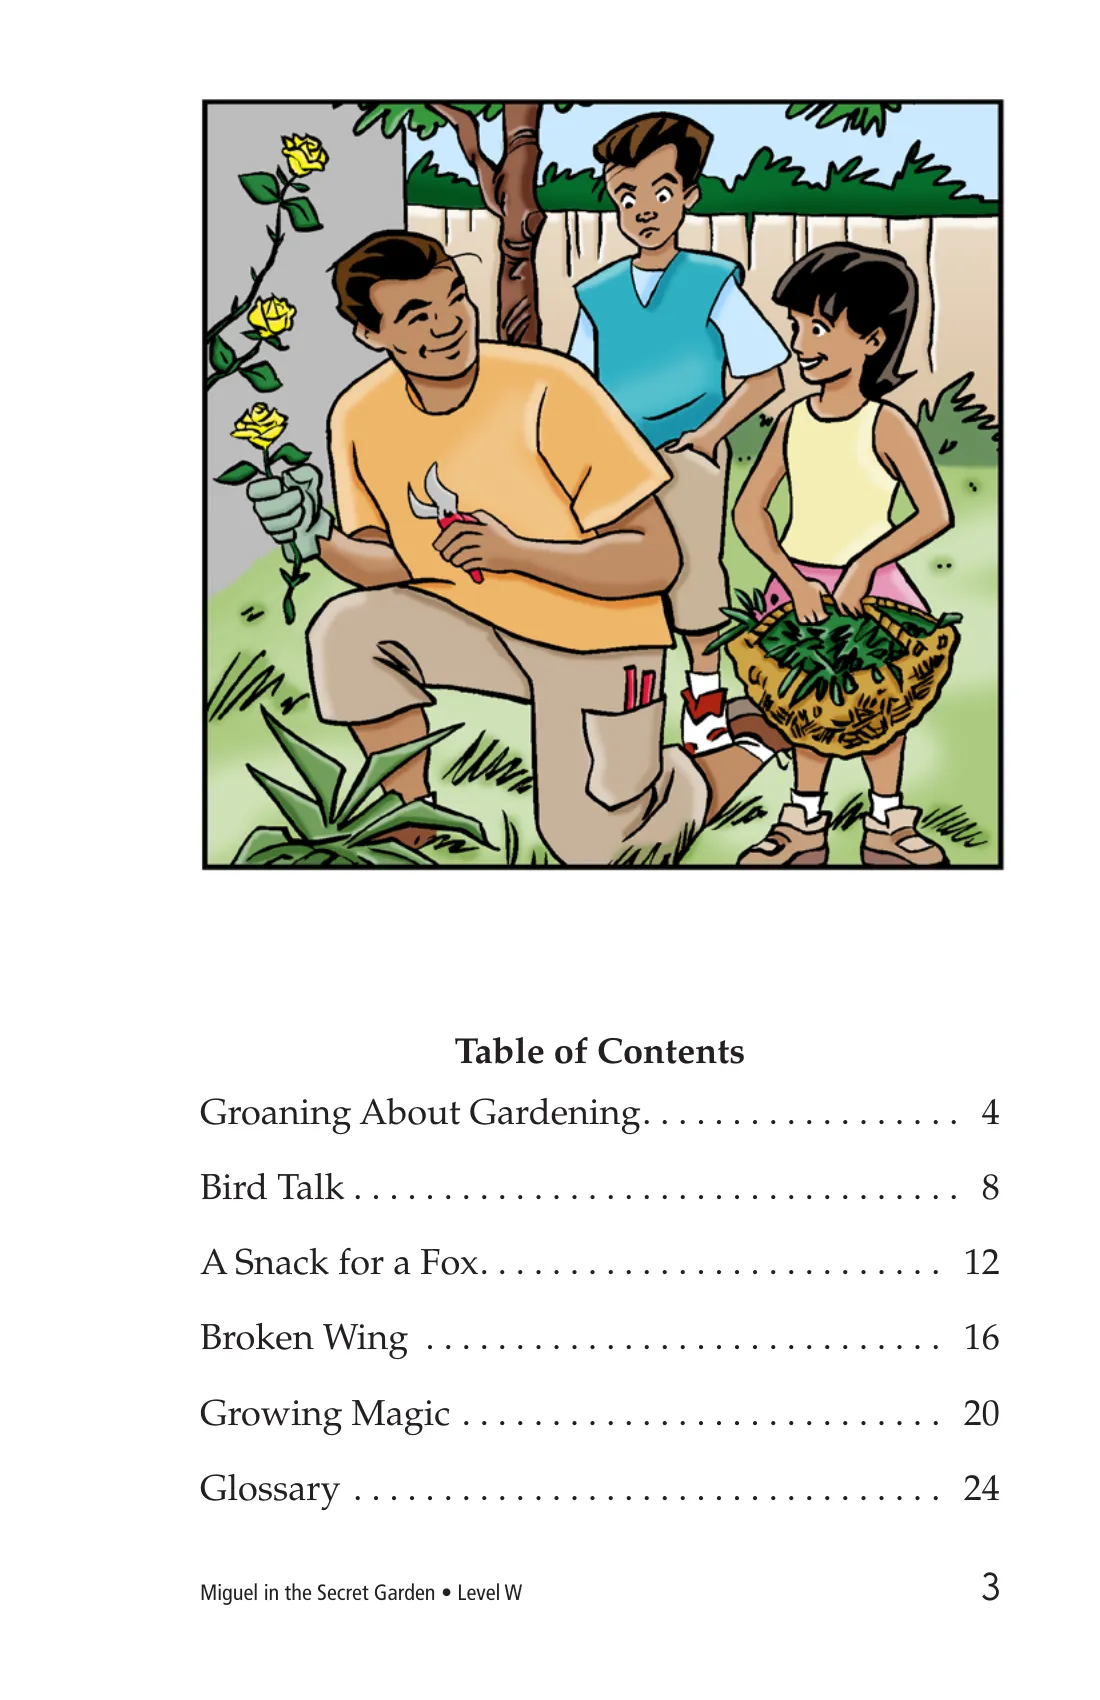 Table of Contents
Groaning About Gardening. . . . . . . . . . . . . . . . . . 4
Bird Talk . . . . . . . . . . . . . . . . . . . . . . . . . . . . . . . . . . 8
A Snack for a Fox. . . . . . . . . . . . . . . . . . . . . . . . . . 12
Broken Wing . . . . . . . . . . . . . . . . . . . . . . . . . . . . . 16
Growing Magic . . . . . . . . . . . . . . . . . . . . . . . . . . . 20
Glossary . . . . . . . . . . . . . . . . . . . . . . . . . . . . . . . . . 24
Miguel in the Secret Garden • Level W 3